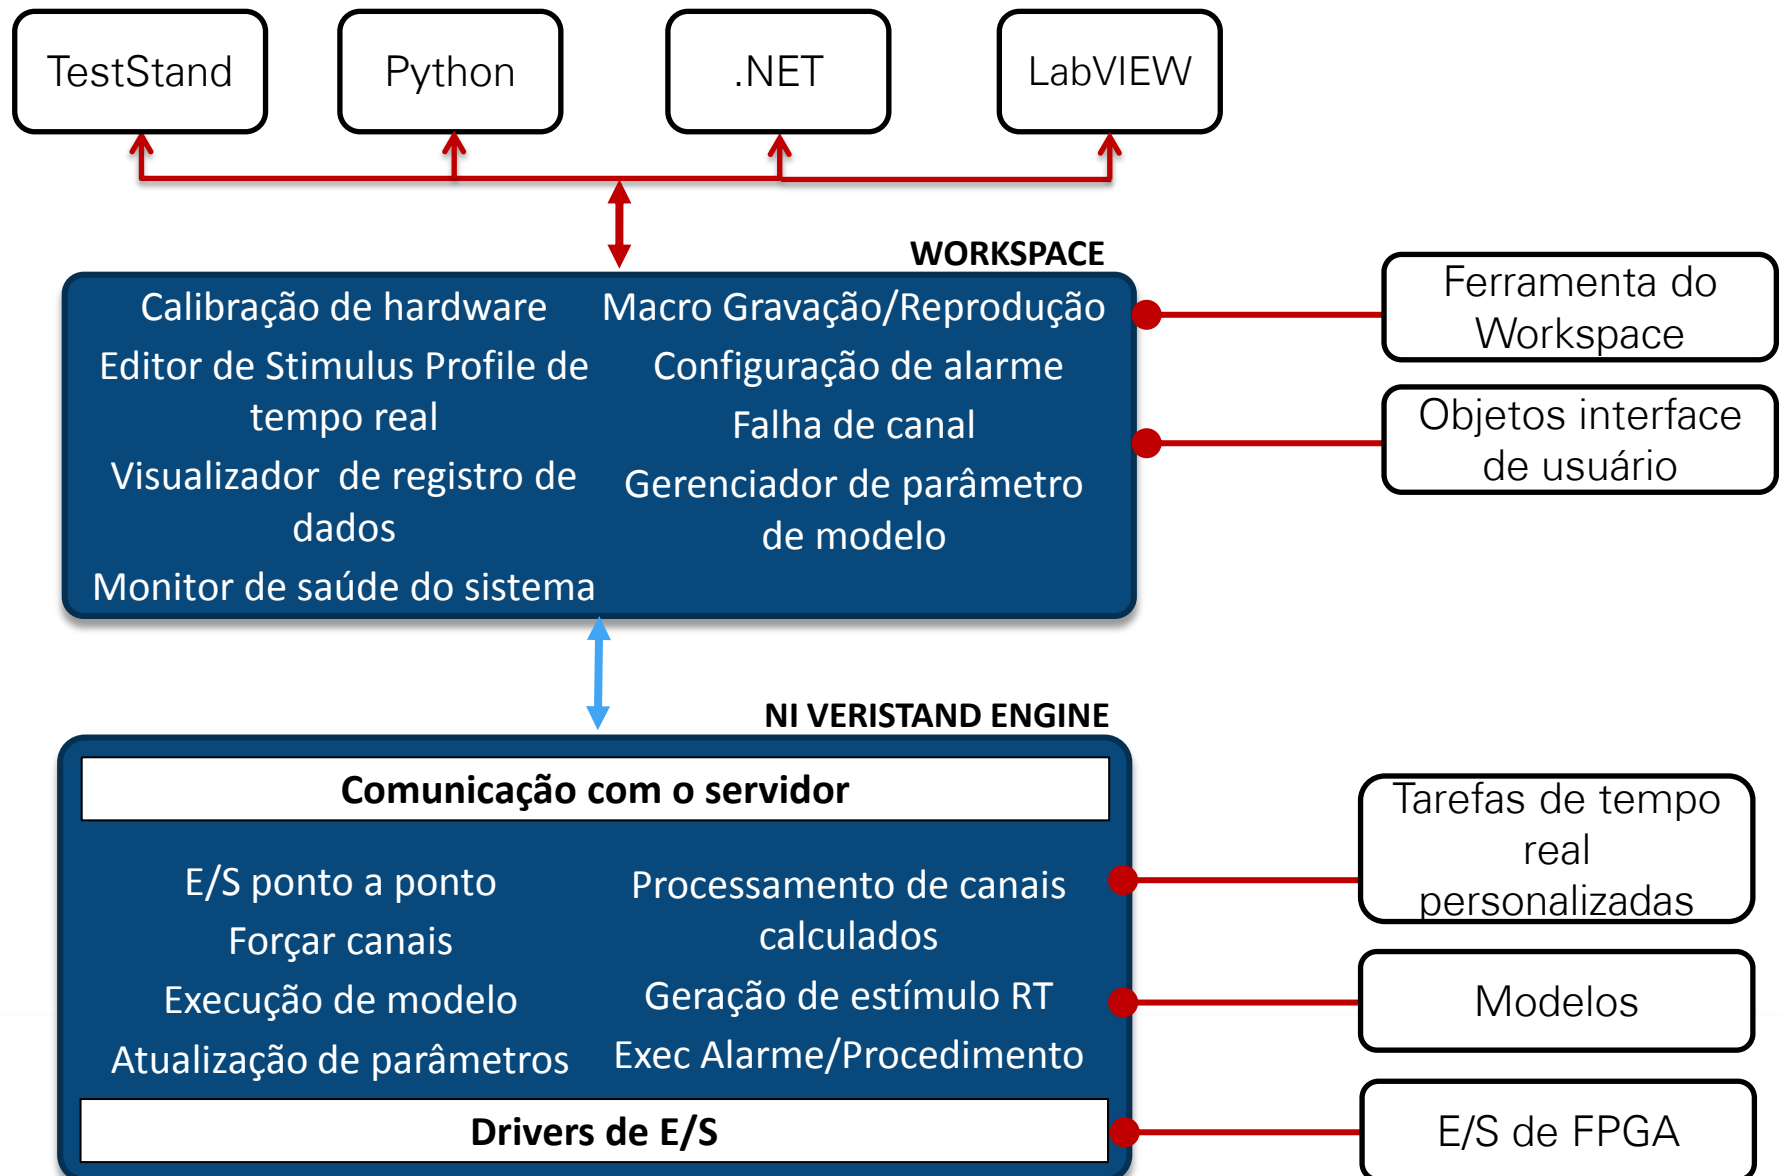 TestStand
Python
.NET
LabVIEW
WORKSPACE
Calibração de hardware
Editor de Stimulus Profile de
tempo real
Visualizador de registro de
dados
Monitor de saúde do sistema
Macro Gravação/Reprodução
Configuração de alarme
Falha de canal
Gerenciador de parâmetro
de modelo
Ferramenta do
Workspace
Objetos interface
de usuário
NI VERISTAND ENGINE
Comunicação com o servidor
E/S ponto a ponto
Forçar canais
Execução de modelo
Atualização de parâmetros
Processamento de canais
calculados
Geração de estímulo RT
Exec Alarme/Procedimento
Drivers de E/S
Tarefas de tempo
real
personalizadas
Modelos
E/S de FPGA